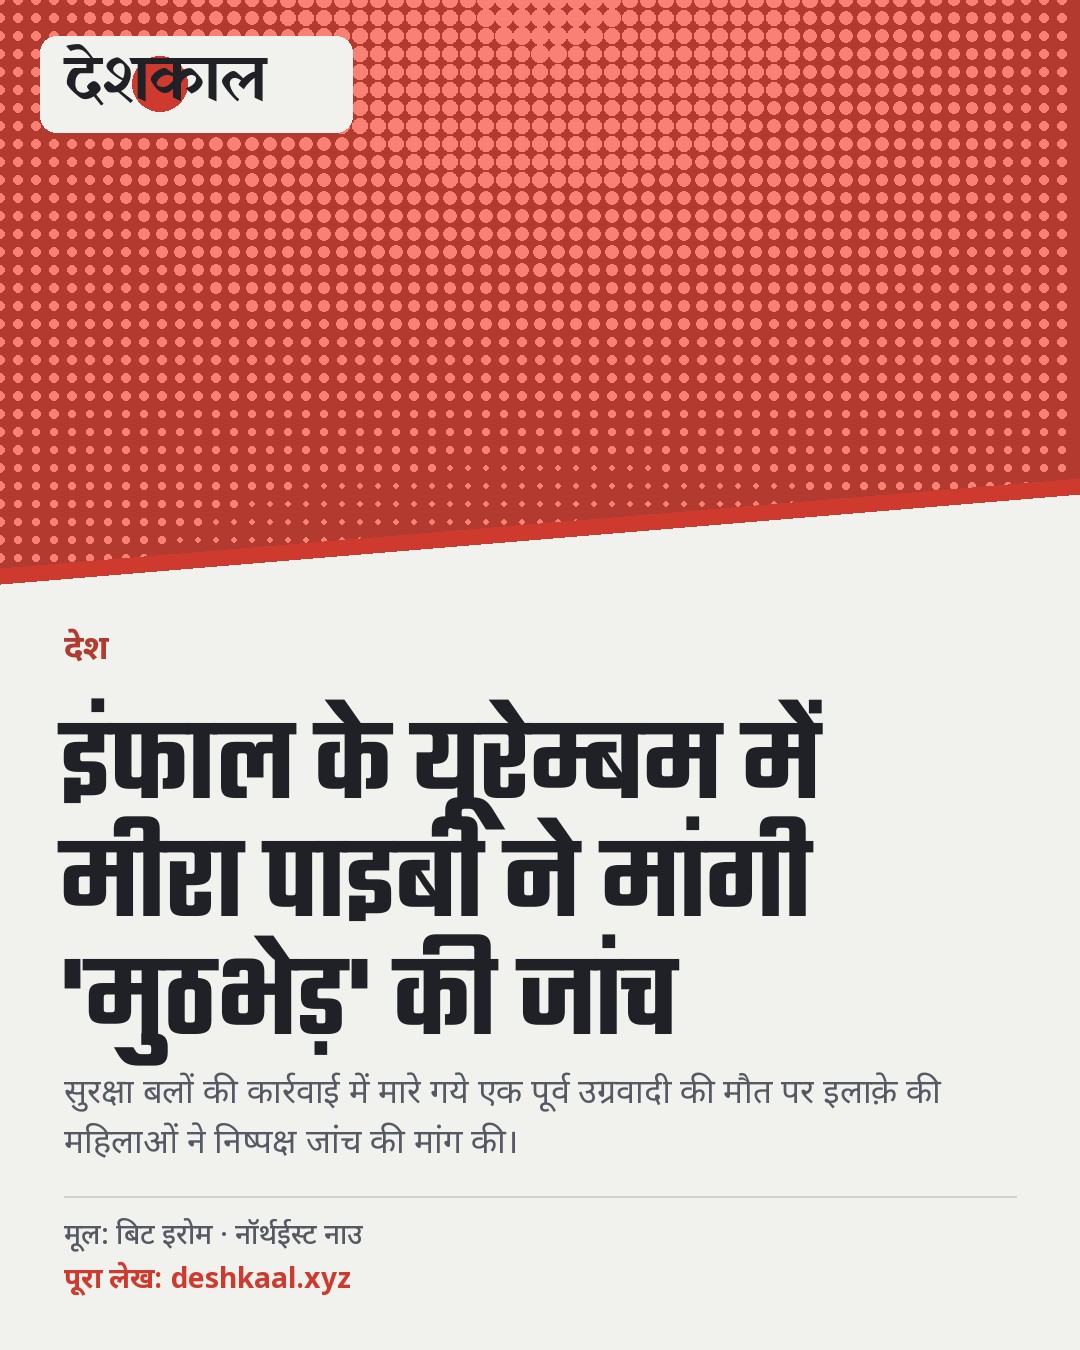 देशकाल
देश
इंफाल के यूरेम्बम में
मीरा पाइबी ने मांगी
'मुठभेड़' की जांच
सुरक्षा बलों की कार्रवाई में मारे गये एक पूर्व उग्रवादी की मौत पर इलाक़े की
महिलाओं ने निष्पक्ष जांच की मांग की।
मूल: बिट इरोम · नॉर्थईस्ट नाउ
पूरा लेख: deshkaal.xyz